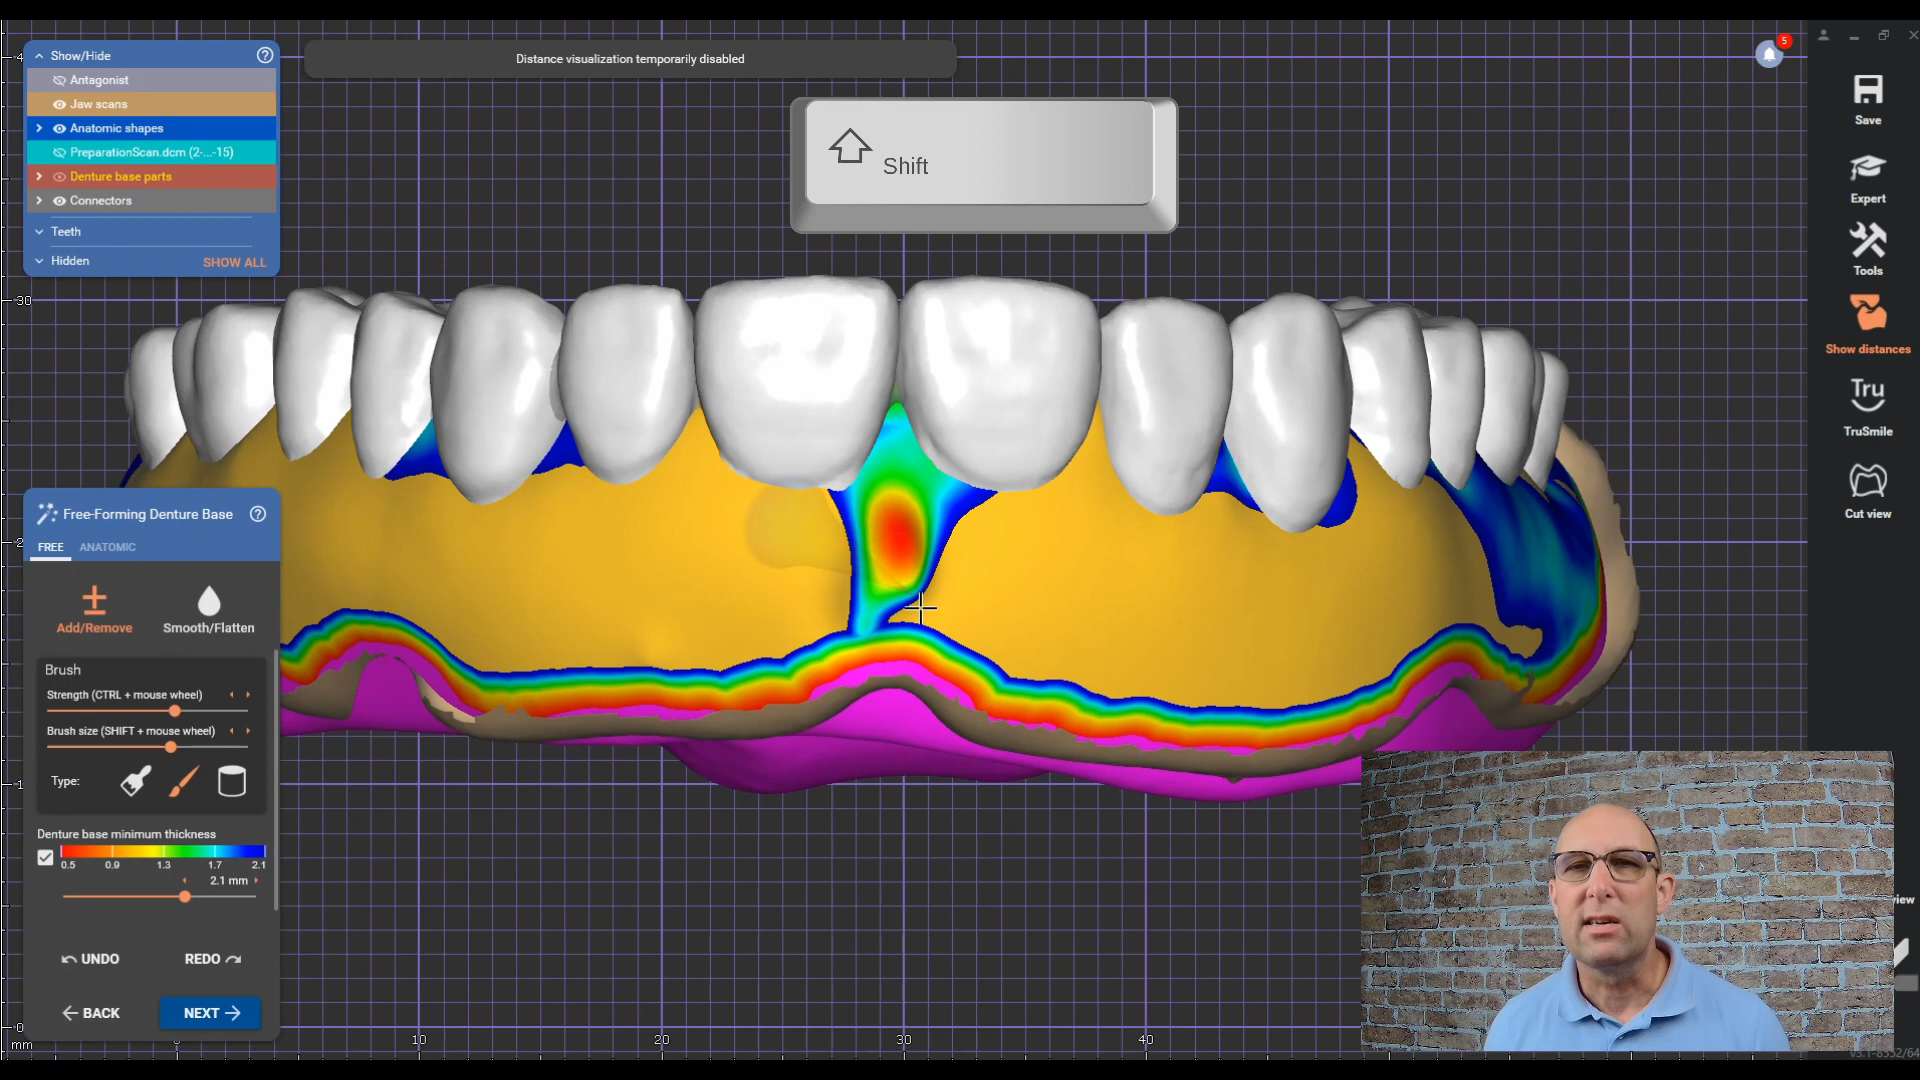 Show/Hide
Antagonist
Jaw scans
Anatomic shapes
PreparationScan.dcm (2-...-15)
Denture base parts
Connectors
Teeth
Hidden
SHOW ALL
Distance visualization temporarily disabled
Shift
5
Save
Expert
Tools
Show distances
Tru
TruSmile
Cut view
Free-Forming Denture Base
FREE
ANATOMIC
Add/Remove
Smooth/Flatten
Brush
Strength (CTRL + mouse wheel)
Brush size (SHIFT + mouse wheel)
Type:
Denture base minimum thickness
0.5 0.9 1.3 1.7 2.1
2.1 mm
UNDO
REDO
BACK
NEXT
30
mm
10 20 30 40